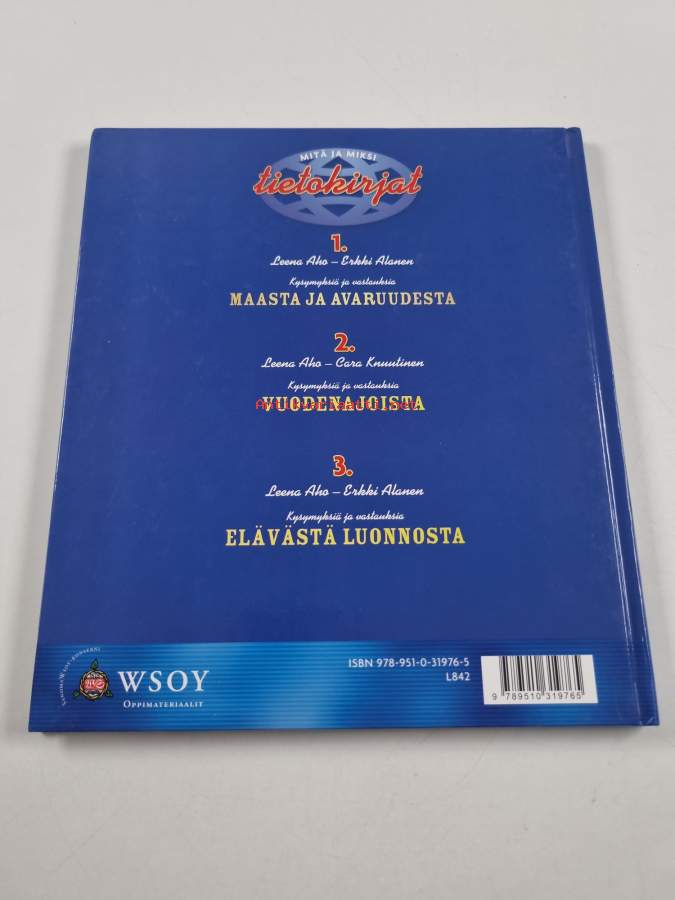 MITÄ JA MIKSI
tietokirjat
1.
Leena Aho – Erkki Alanen
Kysymyksiä ja vastauksia
MAASTA JA AVARUUDESTA
2.
Leena Aho – Cara Knuutinen
Kysymyksiä ja vastauksia
VUODENAJOISTA
Antikvariaatti.net
3.
Leena Aho – Erkki Alanen
Kysymyksiä ja vastauksia
ELÄVÄSTÄ LUONNOSTA
WSOY
OPPIMATERIAALIT
ISBN 978-951-0-31976-5
L842
9 789510 319765